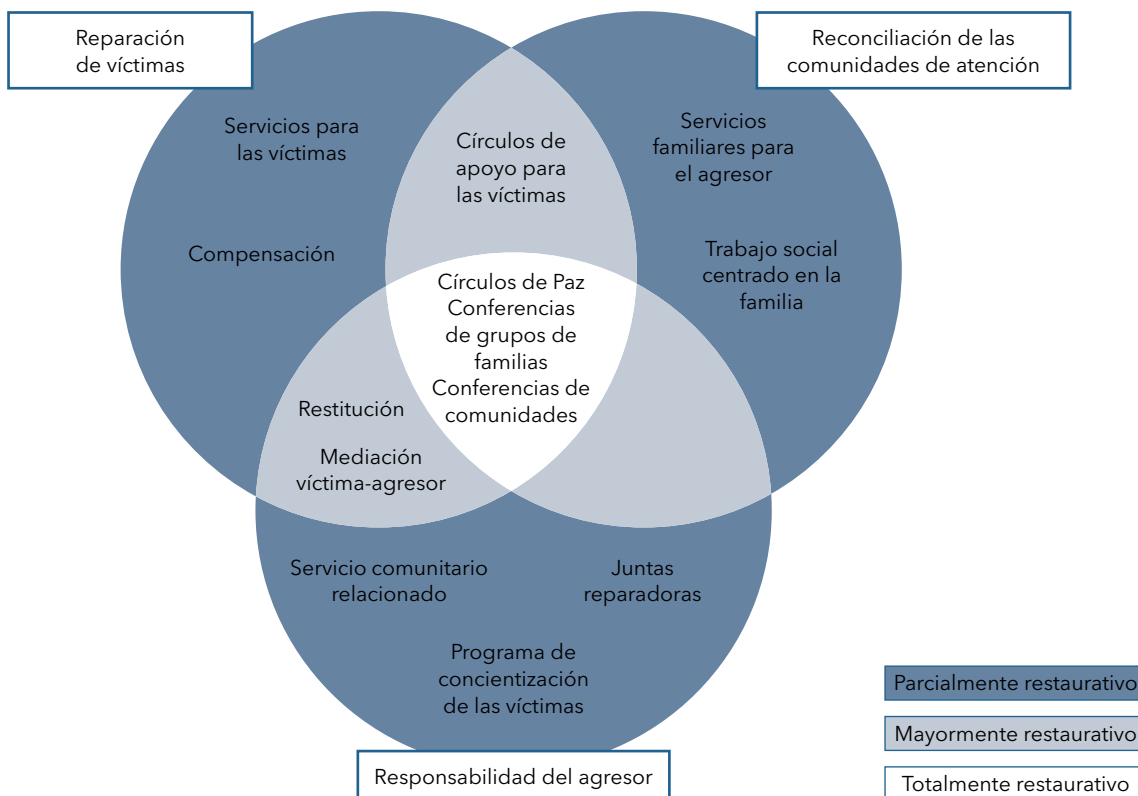 Reparación
de víctimas
Reconciliación de las
comunidades de atención
Servicios para
las víctimas
Compensación
Círculos de
apoyo para
las víctimas
Servicios
familiares para
el agresor
Trabajo social
centrado en la
familia
Círculos de Paz
Conferencias
de grupos de
familias
Conferencias de
comunidades
Restitución
Mediación
víctima-agresor
Servicio comunitario
relacionado
Juntas
reparadoras
Programa de
concientización
de las víctimas
Responsabilidad del agresor
Parcialmente restaurativo
Mayormente restaurativo
Totalmente restaurativo